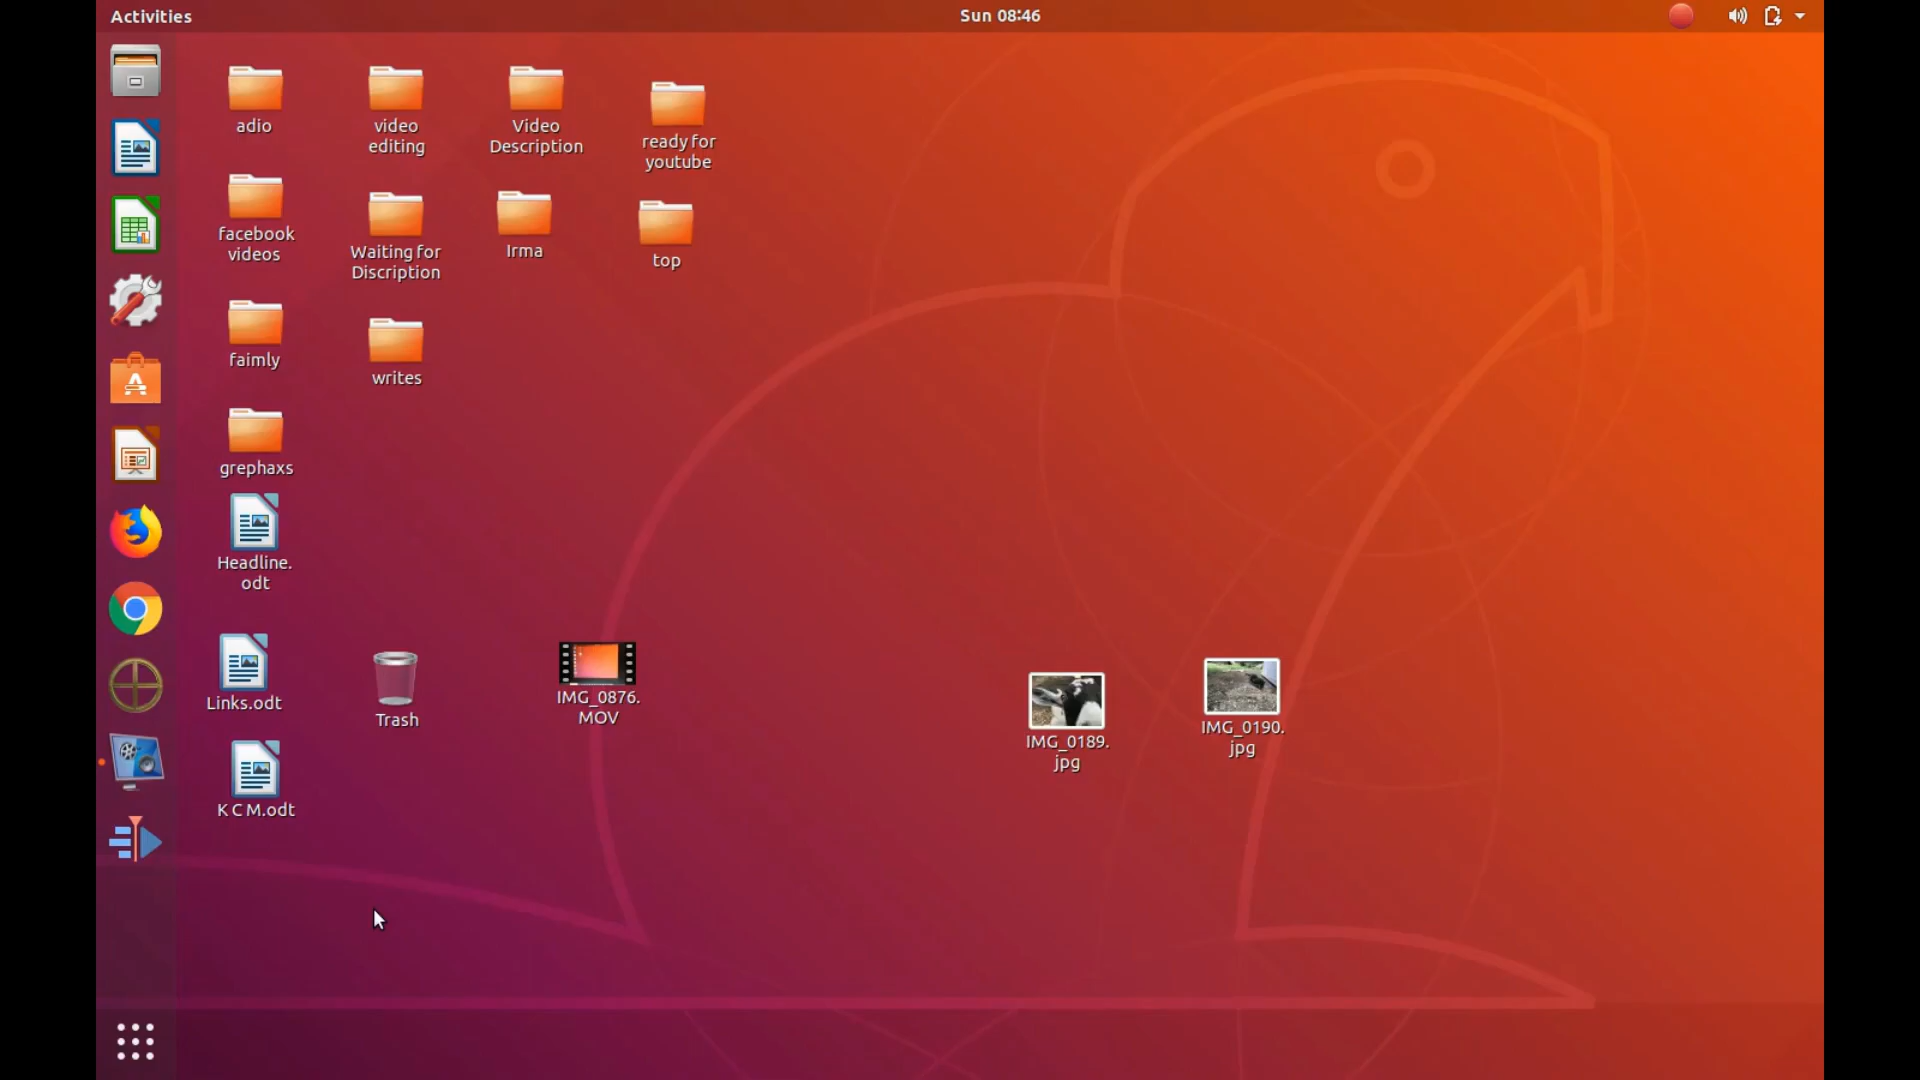 Activities
Sun 08:46
adio
video
editing
Video
Description
ready for
youtube
facebook
videos
Waiting for
Discription
Irma
top
faimly
writes
grephaxs
Headline.
odt
Links.odt
Trash
IMG_0876.
MOV
IMG_0189.
jpg
IMG_0190.
jpg
K C M.odt